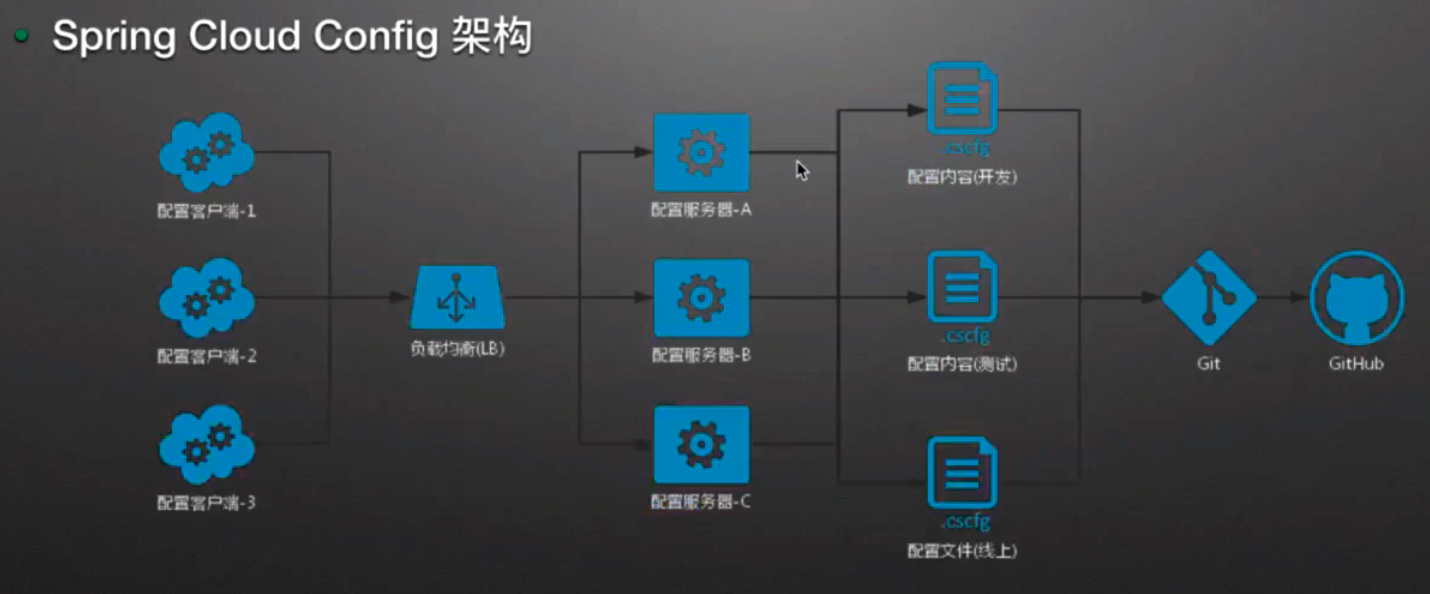 Spring Cloud Config 架构
配置客户端-1
配置客户端-2
配置客户端-3
负载均衡(LB)
配置服务器-A
配置服务器-B
配置服务器-C
.cscfg
配置内容(开发)
.cscfg
配置内容(测试)
.cscfg
配置文件(线上)
Git
GitHub